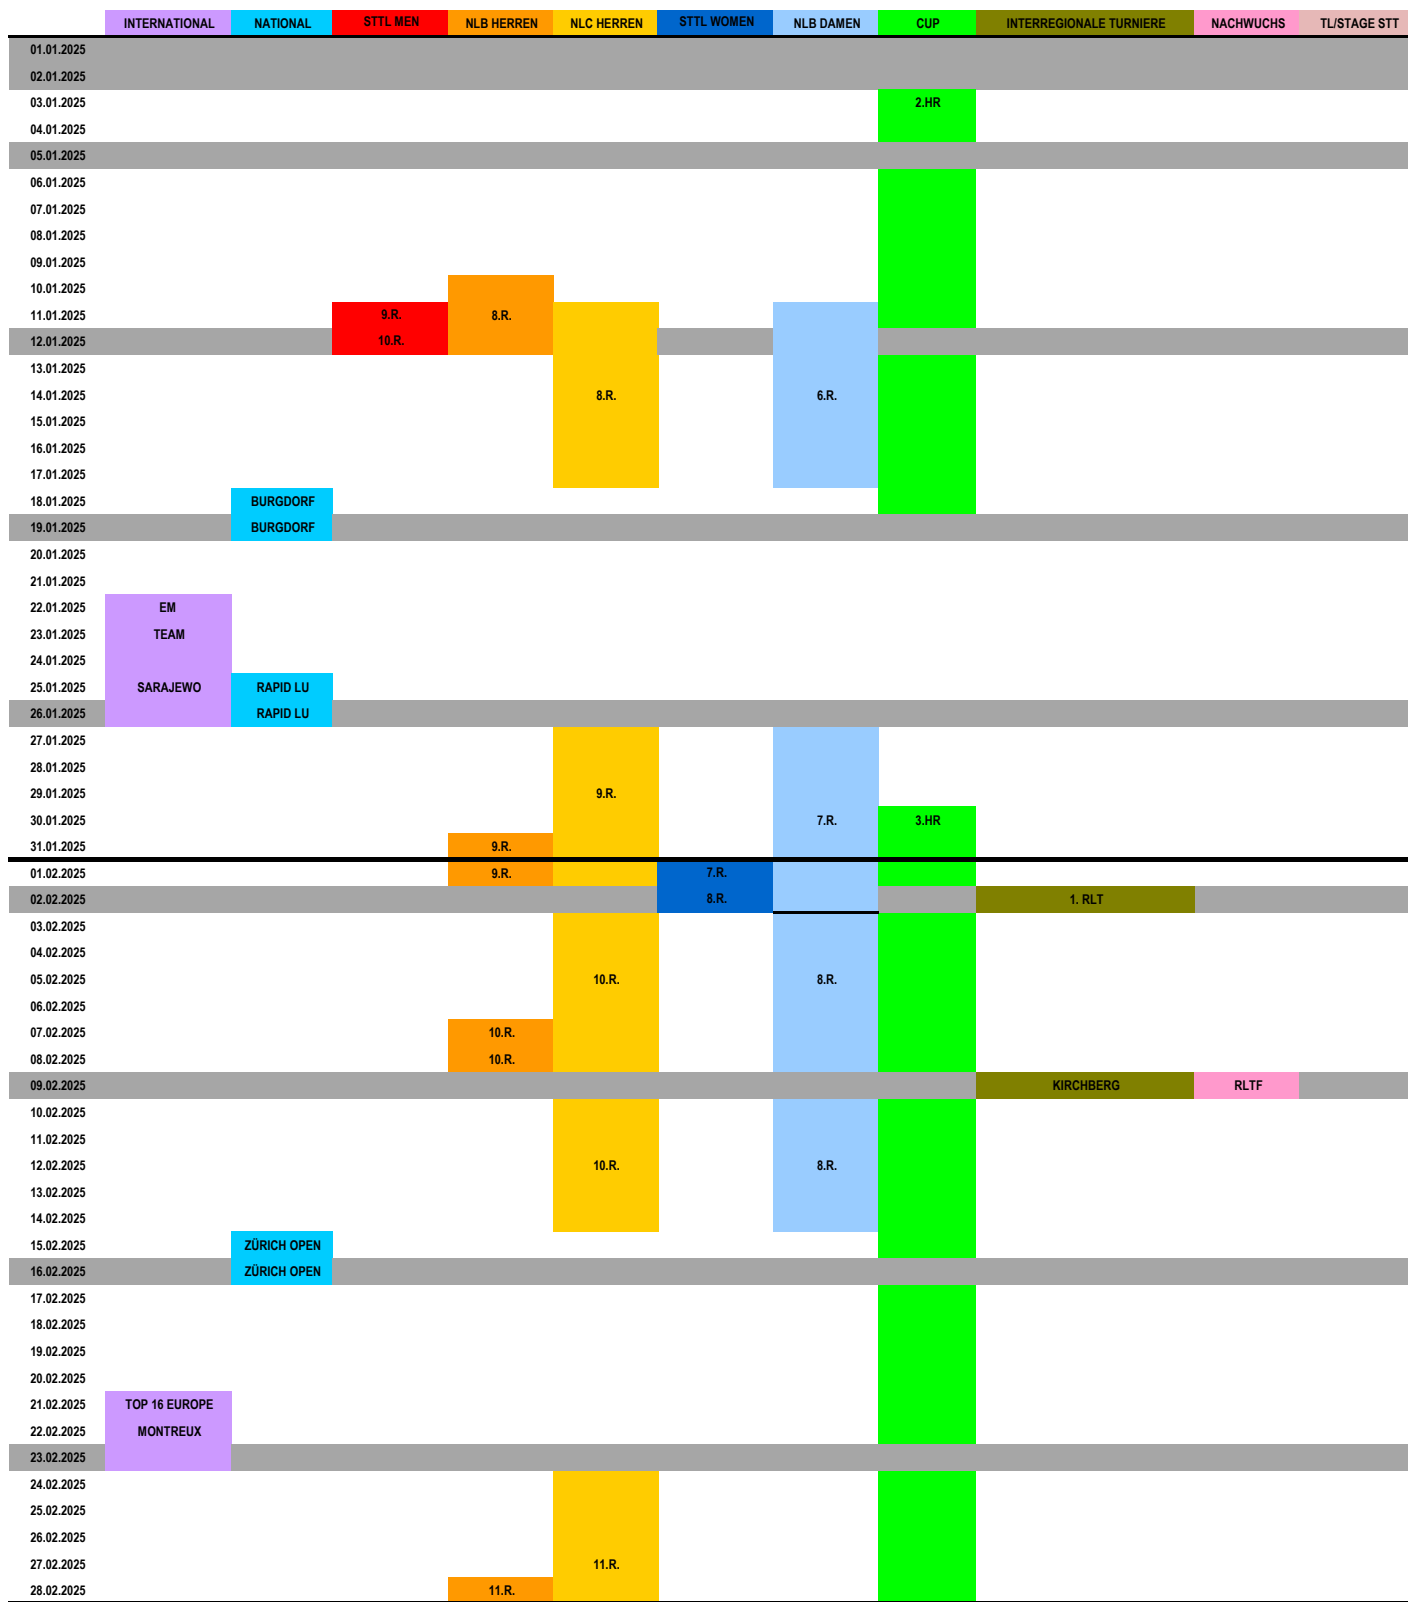 INTERNATIONAL NATIONAL STTL MEN NLB HERREN NLC HERREN STTL WOMEN NLB DAMEN CUP INTERREGIONALE TURNIERE NACHWUCHS TL/STAGE STT
01.01.2025
02.01.2025
03.01.2025 2.HR
04.01.2025
05.01.2025
06.01.2025
07.01.2025
08.01.2025
09.01.2025
10.01.2025
11.01.2025 9.R. 8.R.
12.01.2025 10.R.
13.01.2025
14.01.2025 8.R. 6.R.
15.01.2025
16.01.2025
17.01.2025
18.01.2025 BURGDORF
19.01.2025 BURGDORF
20.01.2025
21.01.2025
22.01.2025 EM
23.01.2025 TEAM
24.01.2025
25.01.2025 SARAJEWO RAPID LU
26.01.2025 RAPID LU
27.01.2025
28.01.2025
29.01.2025 9.R.
30.01.2025 7.R. 3.HR
31.01.2025 9.R.
01.02.2025 9.R. 7.R.
02.02.2025 8.R. 1. RLT
03.02.2025
04.02.2025
05.02.2025 10.R. 8.R.
06.02.2025
07.02.2025 10.R.
08.02.2025 10.R.
09.02.2025 KIRCHBERG RLTF
10.02.2025
11.02.2025
12.02.2025 10.R. 8.R.
13.02.2025
14.02.2025
15.02.2025 ZÜRICH OPEN
16.02.2025 ZÜRICH OPEN
17.02.2025
18.02.2025
19.02.2025
20.02.2025
21.02.2025 TOP 16 EUROPE
22.02.2025 MONTREUX
23.02.2025
24.02.2025
25.02.2025
26.02.2025
27.02.2025 11.R.
28.02.2025 11.R.